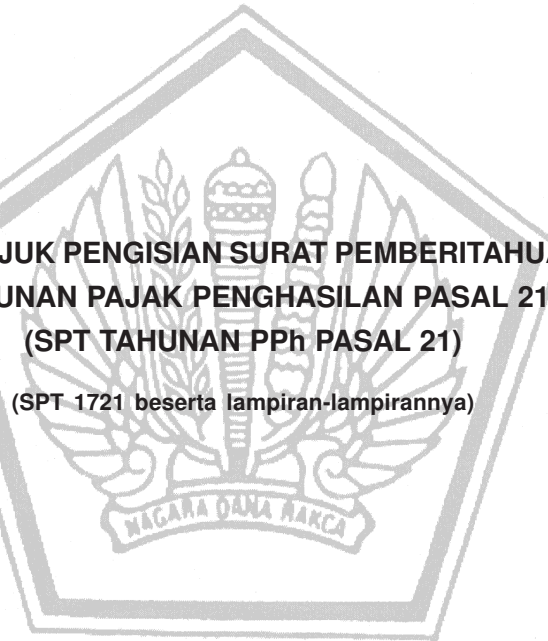 JUK PENGISIAN SURAT PEMBERITAHUA
UNAN PAJAK PENGHASILAN PASAL 21
(SPT TAHUNAN PPh PASAL 21)
(SPT 1721 beserta lampiran-lampirannya)
NAGARA DANA RAKCA